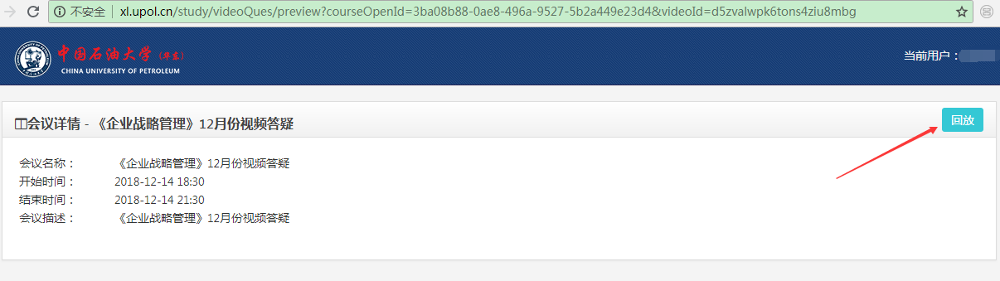 不安全 xl.upol.cn/study/videoQues/preview?courseOpenId=3ba08b88-0ae8-496a-9527-5b2a449e23d4&videoId=d5zvalwpk6tons4ziu8mbg
中国石油大学（华东）
CHINA UNIVERSITY OF PETROLEUM
当前用户：
会议详情 - 《企业战略管理》12月份视频答疑
回放
会议名称： 《企业战略管理》12月份视频答疑
开始时间： 2018-12-14 18:30
结束时间： 2018-12-14 21:30
会议描述： 《企业战略管理》12月份视频答疑